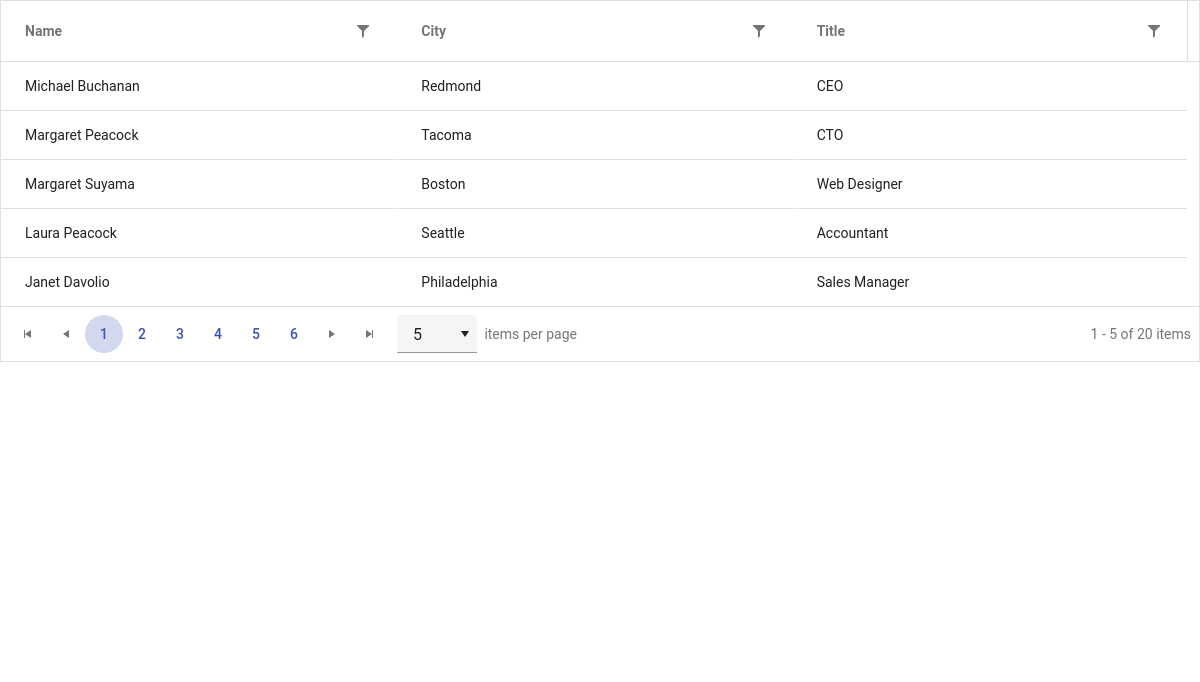 Name City Title
Michael Buchanan Redmond CEO
Margaret Peacock Tacoma CTO
Margaret Suyama Boston Web Designer
Laura Peacock Seattle Accountant
Janet Davolio Philadelphia Sales Manager
1 2 3 4 5 6 5 items per page 1 - 5 of 20 items